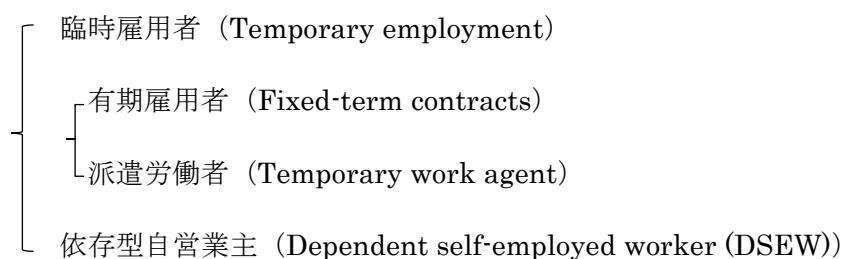 臨時雇用者（Temporary employment）
有期雇用者（Fixed-term contracts）
派遣労働者（Temporary work agent）
依存型自営業主（Dependent self-employed worker (DSEW)）